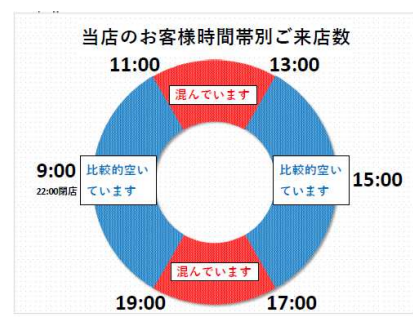 当店のお客様時間帯別ご来店数
11:00
13:00
混んでいます
9:00
22:00閉店
比較的空い
ています
比較的空い
ています
15:00
混んでいます
19:00
17:00